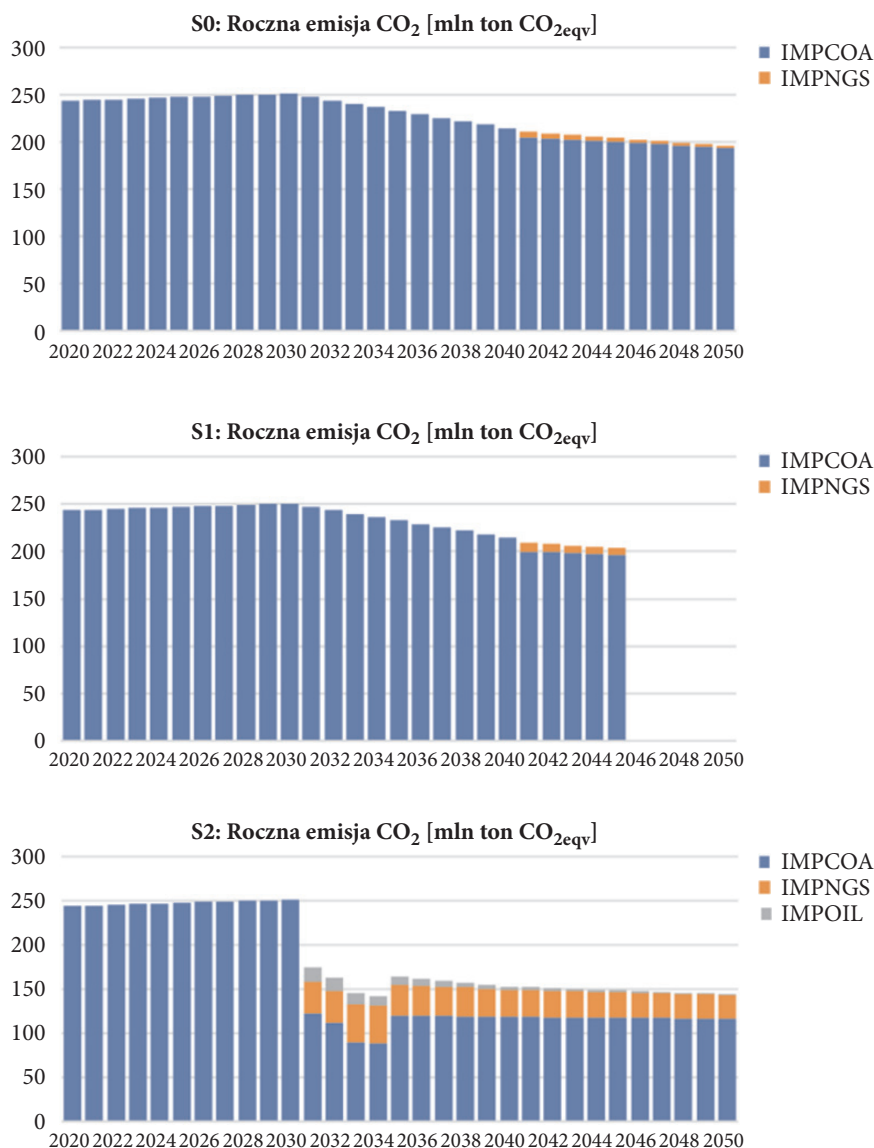 S0: Roczna emisja CO₂ [mln ton CO₂eqv]
300
250
200
150
100
50
0
2020 2022 2024 2026 2028 2030 2032 2034 2036 2038 2040 2042 2044 2046 2048 2050
IMPCOA
IMPNGS
S1: Roczna emisja CO₂ [mln ton CO₂eqv]
300
250
200
150
100
50
0
2020 2022 2024 2026 2028 2030 2032 2034 2036 2038 2040 2042 2044 2046 2048 2050
IMPCOA
IMPNGS
S2: Roczna emisja CO₂ [mln ton CO₂eqv]
300
250
200
150
100
50
0
2020 2022 2024 2026 2028 2030 2032 2034 2036 2038 2040 2042 2044 2046 2048 2050
IMPCOA
IMPNGS
IMPOIL